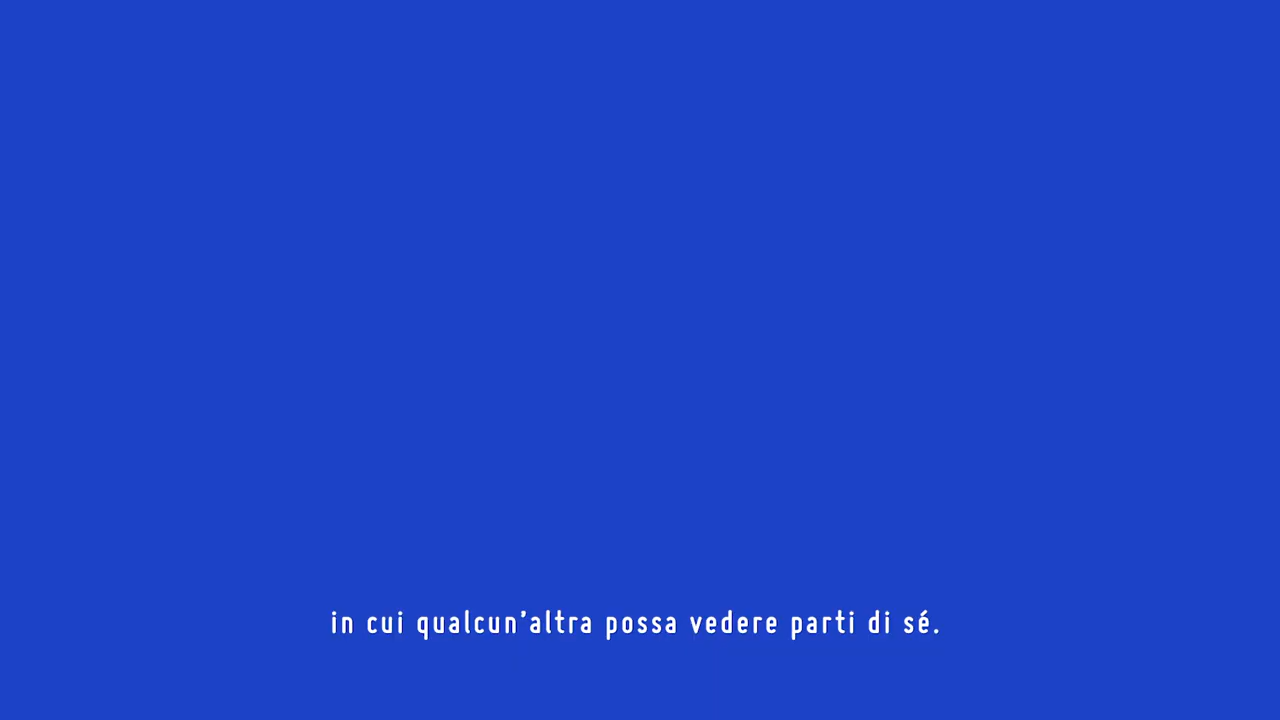 in cui qualcun’altra possa vedere parti di sé.